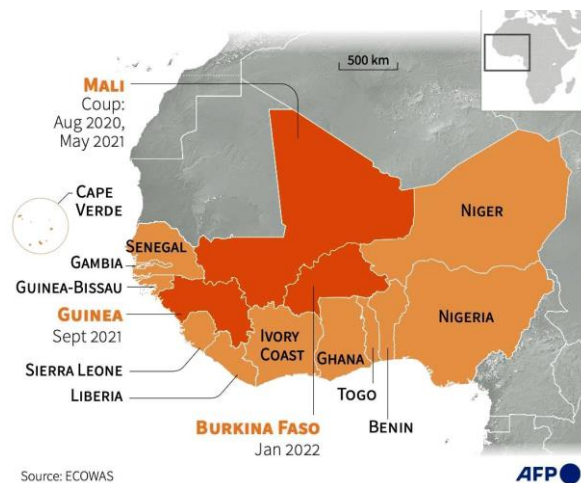 500 km
MALI
Coup:
Aug 2020,
May 2021
CAPE
VERDE
NIGER
SENEGAL
GAMBIA
GUINEA-BISSAU
GUINEA
Sept 2021
NIGERIA
IVORY
COAST
GHANA
SIERRA LEONE
LIBERIA
TOGO
BENIN
BURKINA FASO
Jan 2022
Source: ECOWAS
AFP